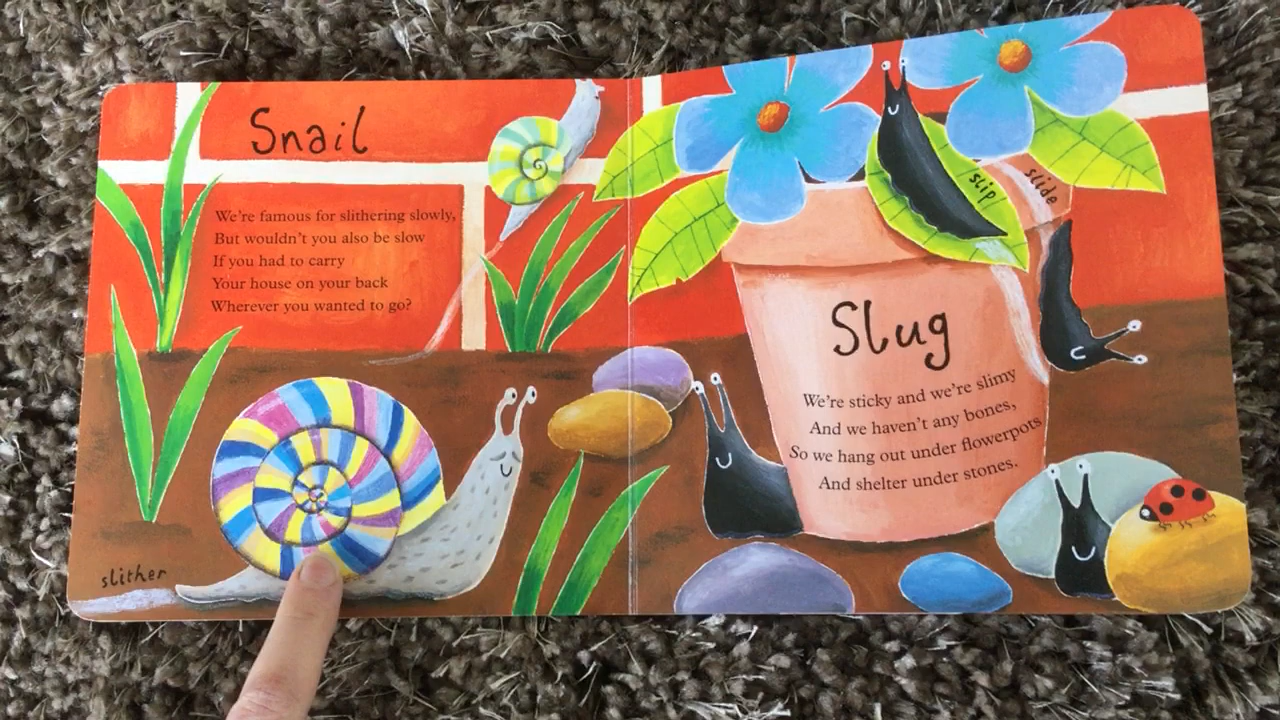 Snail
We're famous for slithering slowly,
But wouldn't you also be slow
If you had to carry
Your house on your back
Wherever you wanted to go?
slither
slip
slide
Slug
We're sticky and we're slimy
And we haven't any bones,
So we hang out under flowerpots
And shelter under stones.